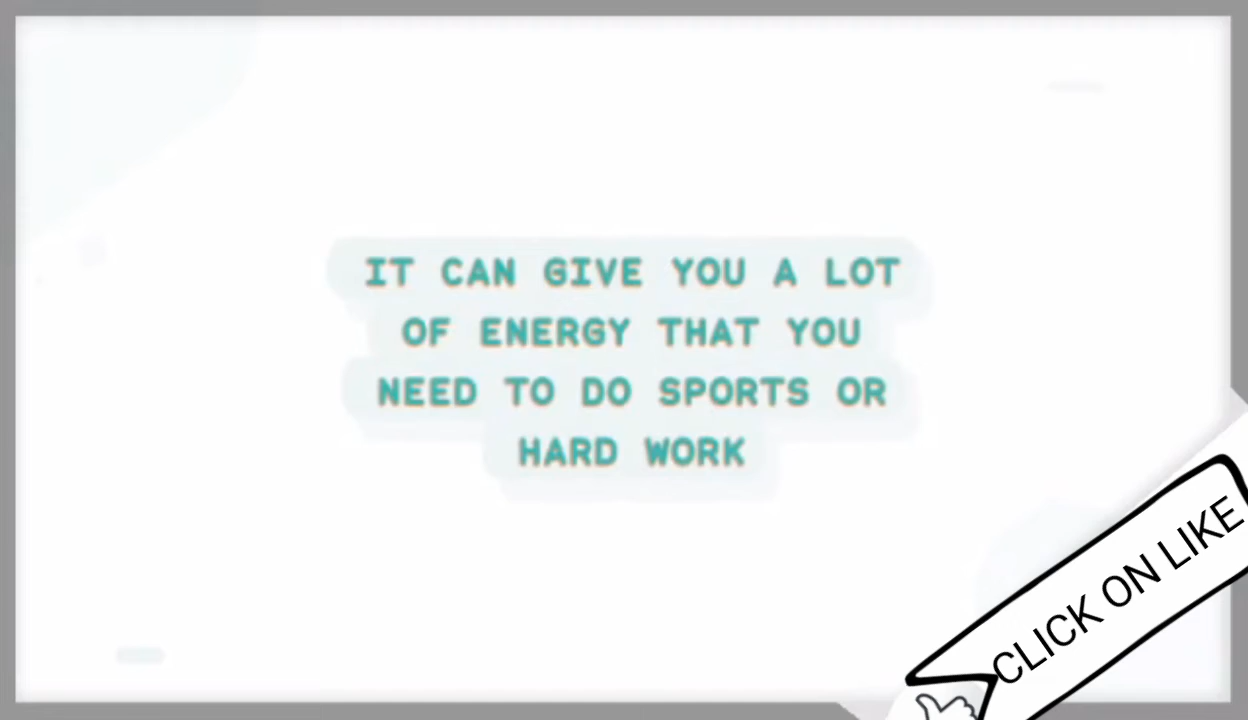 IT CAN GIVE YOU A LOT
OF ENERGY THAT YOU
NEED TO DO SPORTS OR
HARD WORK
CLICK ON LIKE